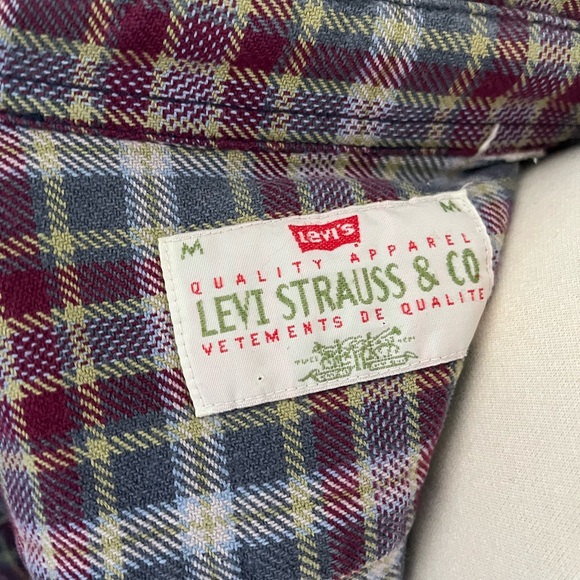 M M
Levi's
QUALITY APPAREL
LEVI STRAUSS & CO
VETEMENTS DE QUALITE